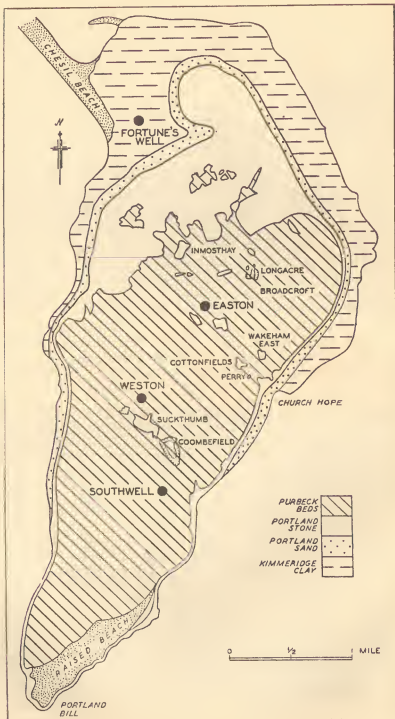 CHESIL BEACH
N
FORTUNE'S
WELL
INMOSTHAY
LONGACRE
BROADCROFT
EASTON
WAKEHAM
EAST
COTTONFIELDS
PERRYD
WESTON
CHURCH HOPE
SUCKTHUMB
COOMBEFIELD
SOUTHWELL
PURBECK
BEDS
PORTLAND
STONE
PORTLAND
SAND
KIMMERIDGE
CLAY
RAISED BEACH
0 ½ 1 MILE
PORTLAND
BILL